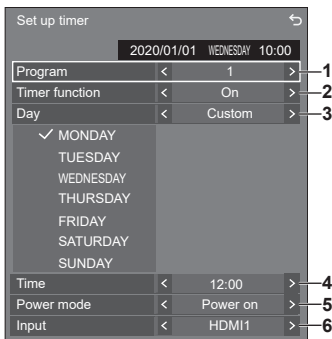 Set up timer
2020/01/01 WEDNESDAY 10:00
Program < 1 > 1
Timer function < On > 2
Day < Custom > 3
✓ MONDAY
TUESDAY
WEDNESDAY
THURSDAY
FRIDAY
SATURDAY
SUNDAY
Time < 12:00 > 4
Power mode < Power on > 5
Input < HDMI1 > 6